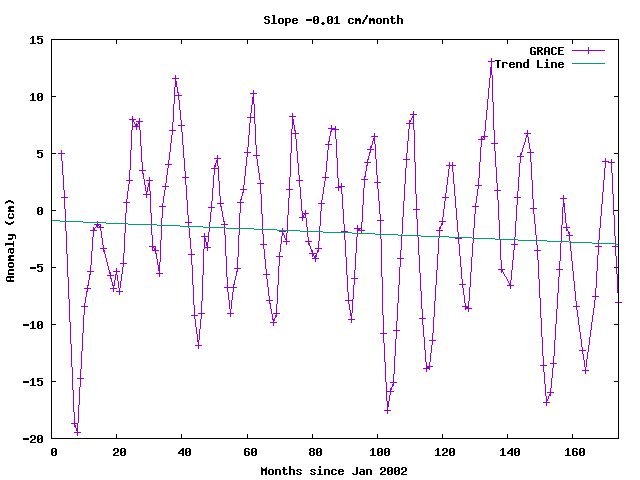 Slope -0.01 cm/month
15
10
5
0
-5
-10
-15
-20
Anomaly (cm)
GRACE
Trend Line
0 20 40 60 80 100 120 140 160
Months since Jan 2002